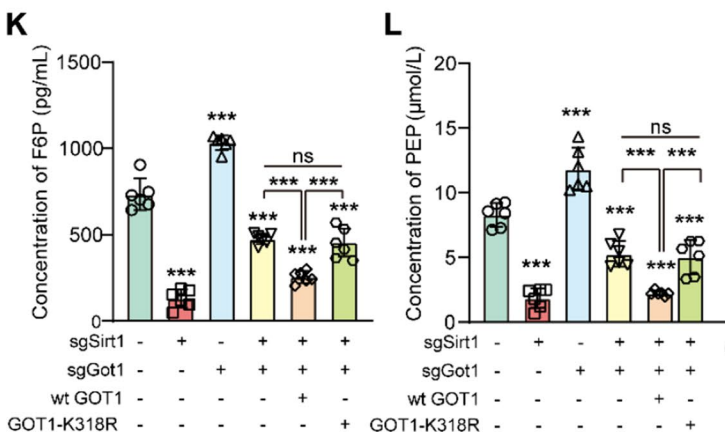 K
Concentration of F6P (pg/mL)
1500
1000
500
0
***
***
***
***
***
***
***
ns
sgSirt1 - + - + + +
sgGot1 - - + + + +
wt GOT1 - - - - + -
GOT1-K318R - - - - - +
L
Concentration of PEP (μmol/L)
20
15
10
5
0
***
***
***
***
***
***
***
ns
sgSirt1 - + - + + +
sgGot1 - - + + + +
wt GOT1 - - - - + -
GOT1-K318R - - - - - +